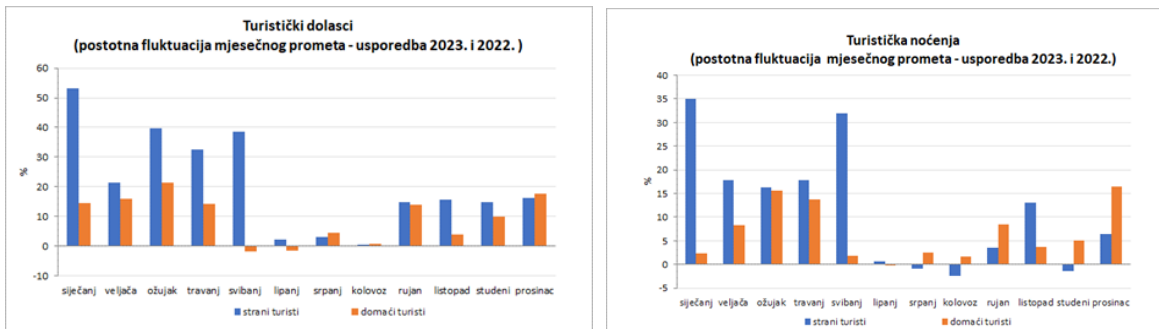 Turistički dolasci
(postotna fluktuacija mjesečnog prometa - usporedba 2023. i 2022. )
60
50
40
30
20
10
0
-10
%
siječanj veljača ožujak travanj svibanj lipanj srpanj kolovoz rujan listopad studeni prosinac
strani turisti domaći turisti
Turistička noćenja
(postotna fluktuacija mjesečnog prometa - usporedba 2023. i 2022.)
40
35
30
25
20
15
10
5
0
-5
%
siječanj veljača ožujak travanj svibanj lipanj srpanj kolovoz rujan listopad studeni prosinac
strani turisti domaći turisti